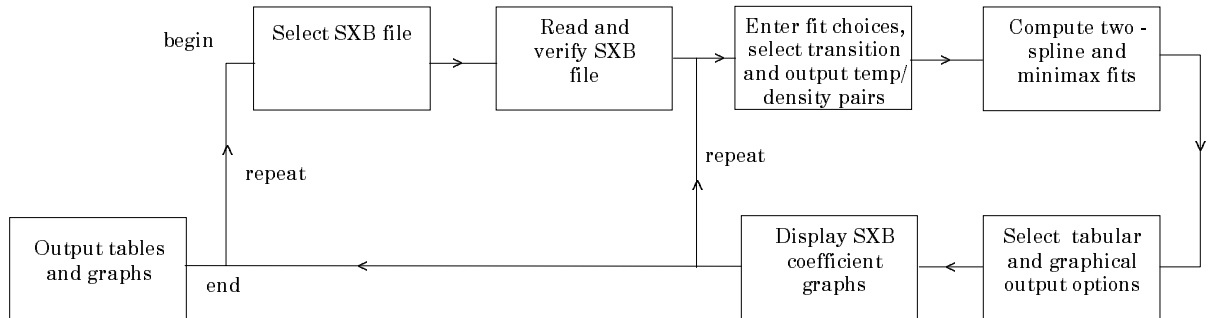 begin
Select SXB file
Read and
verify SXB
file
Enter fit choices,
select transition
and output temp/
density pairs
Compute two -
spline and
minimax fits
repeat
repeat
Output tables
and graphs
end
Display SXB
coefficient
graphs
Select tabular
and graphical
output options